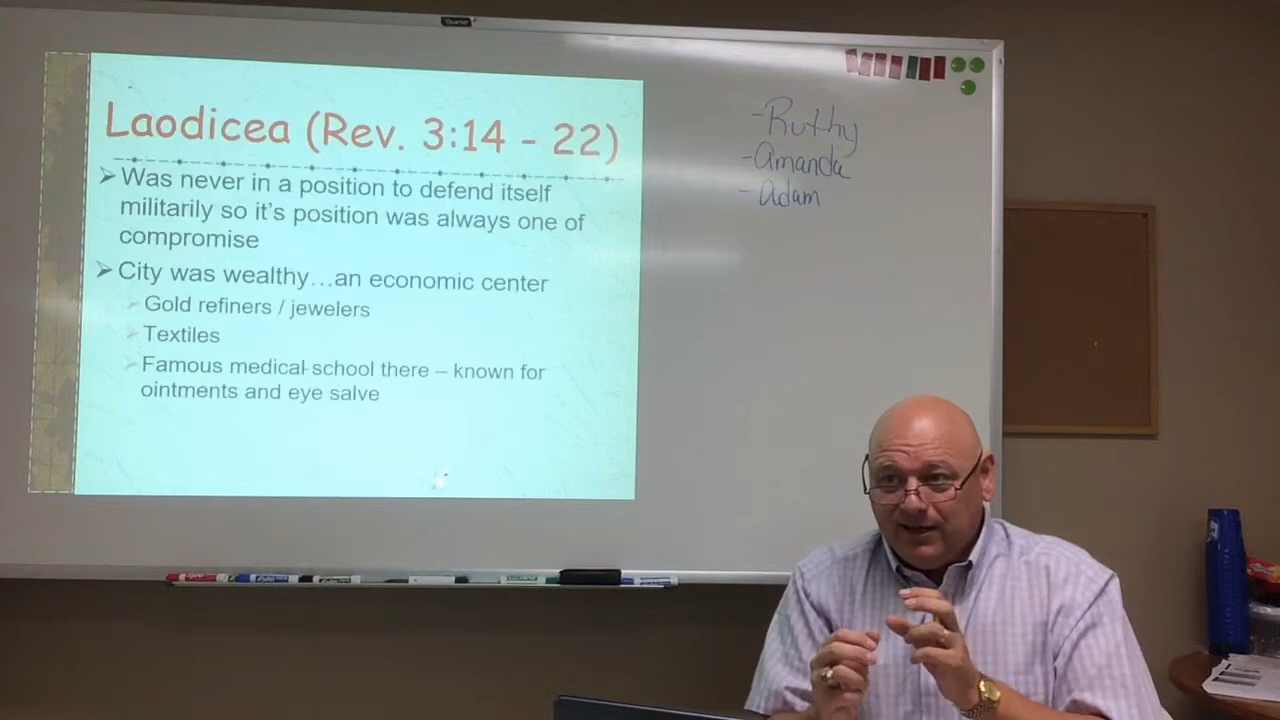 Quartet
Laodicea (Rev. 3:14 - 22)
Was never in a position to defend itself
militarily so it's position was always one of
compromise
City was wealthy…an economic center
Gold refiners / jewelers
Textiles
Famous medical school there – known for
ointments and eye salve
-Ruthy
-Amanda
-Adam